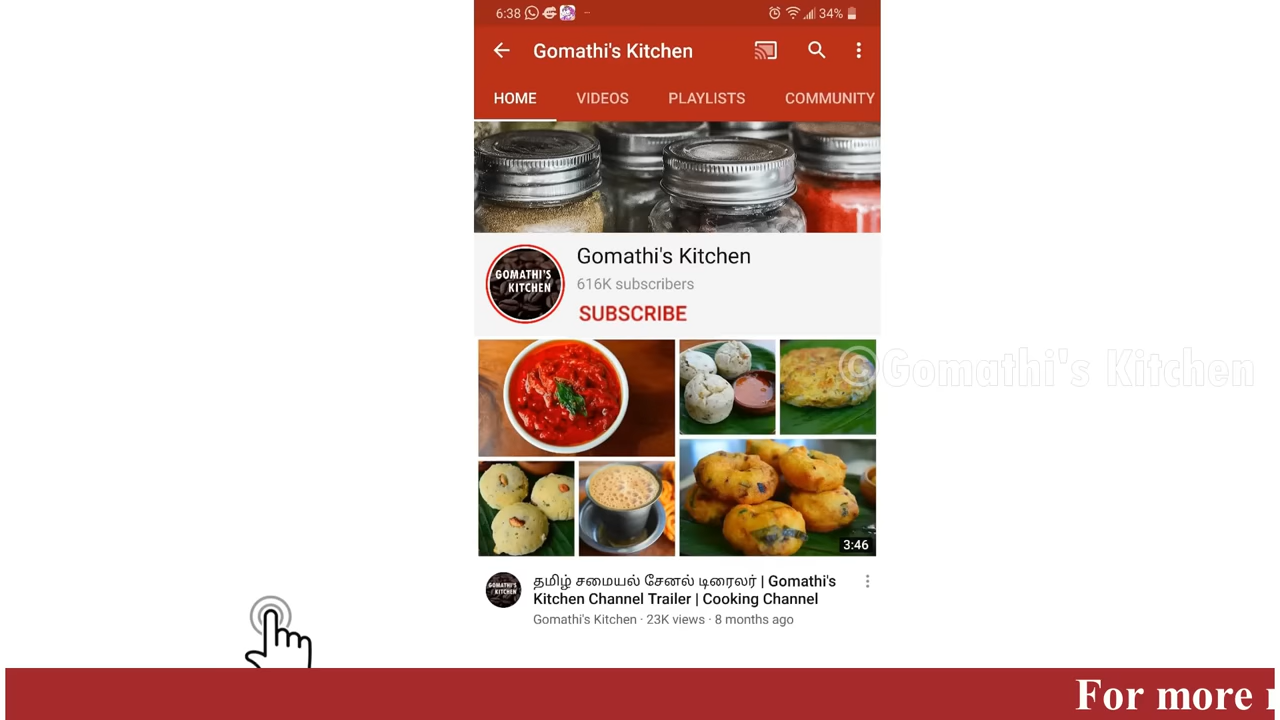 6:38
34%
Gomathi's Kitchen
HOME VIDEOS PLAYLISTS COMMUNITY
GOMATHI'S
KITCHEN
Gomathi's Kitchen
616K subscribers
SUBSCRIBE
©Gomathi's Kitchen
3:46
GOMATHI'S
KITCHEN
தமிழ் சமையல் சேனல் டிரைலர் | Gomathi's
Kitchen Channel Trailer | Cooking Channel
Gomathi's Kitchen · 23K views · 8 months ago
For more